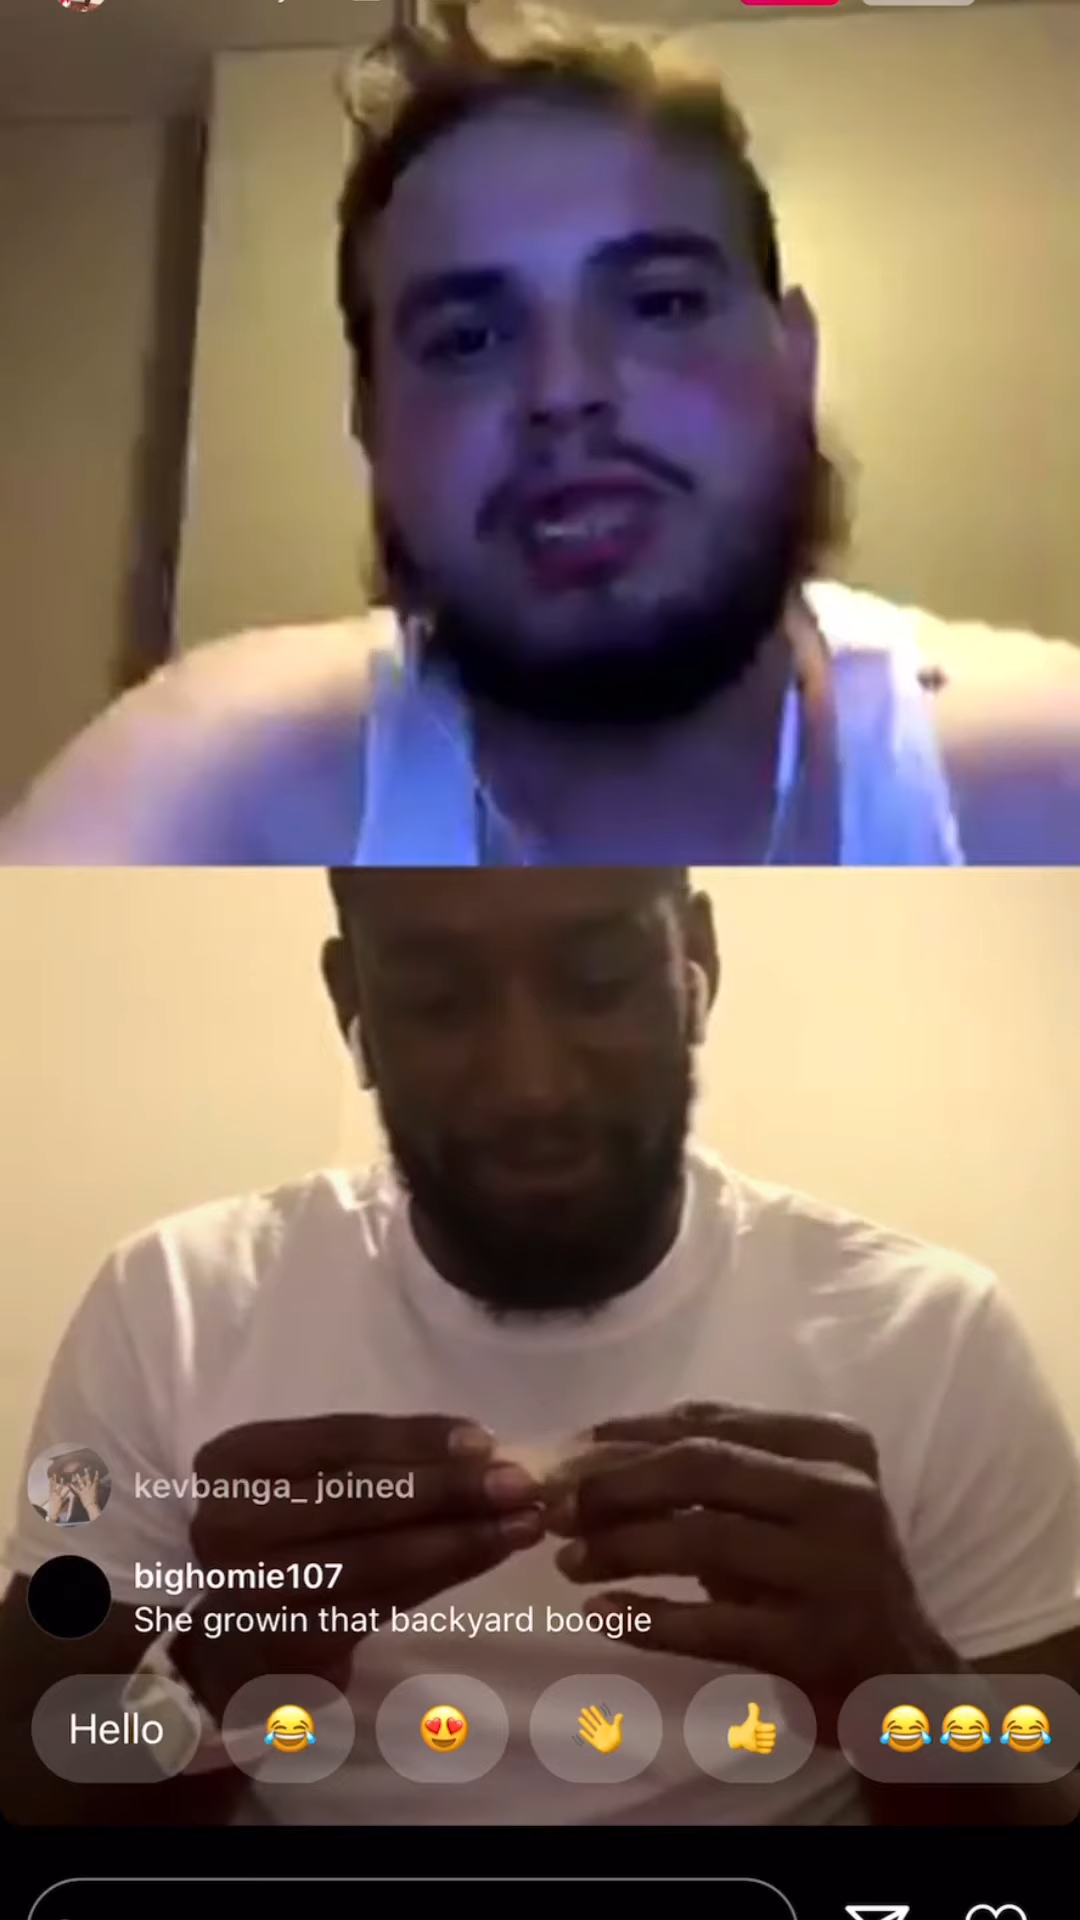 kevbanga_ joined
bighomie107
She growin that backyard boogie
Hello